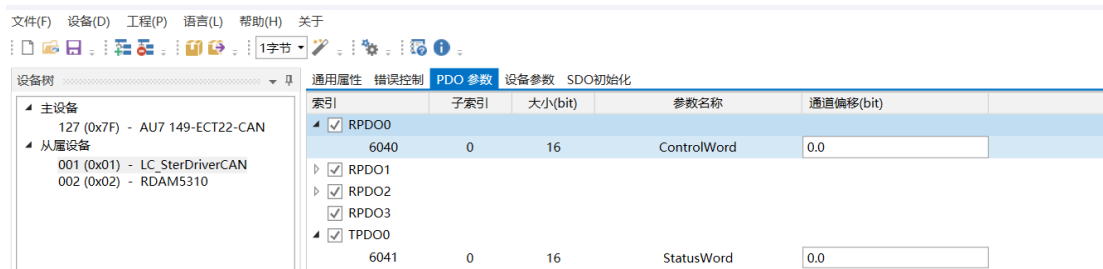 文件(F) 设备(D) 工程(P) 语言(L) 帮助(H) 关于
1字节
设备树
主设备
127 (0x7F) - AU7 149-ECT22-CAN
从属设备
001 (0x01) - LC_SterDriverCAN
002 (0x02) - RDAM5310
通用属性 错误控制 PDO 参数 设备参数 SDO初始化
索引 子索引 大小(bit) 参数名称 通道偏移(bit)
RPDO0
6040 0 16 ControlWord 0.0
RPDO1
RPDO2
RPDO3
TPDO0
6041 0 16 StatusWord 0.0